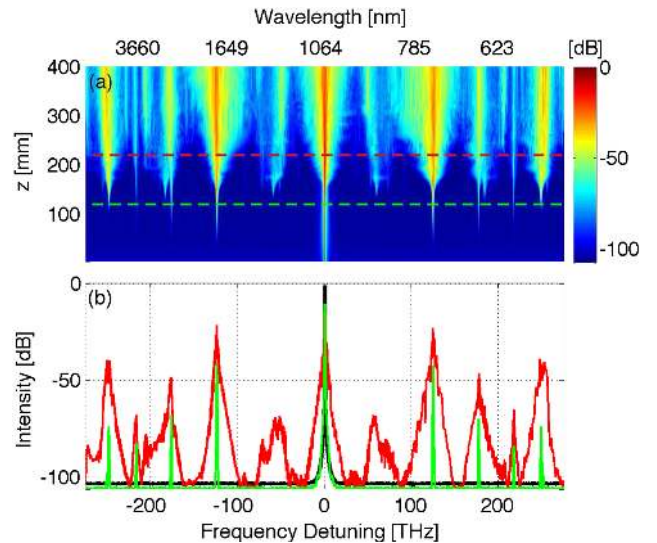 Wavelength [nm]
3660 1649 1064 785 623 [dB]
(a)
400
300
200
100
z [mm]
0
-50
-100
(b)
0
-50
-100
Intensity [dB]
-200 -100 0 100 200
Frequency Detuning [THz]